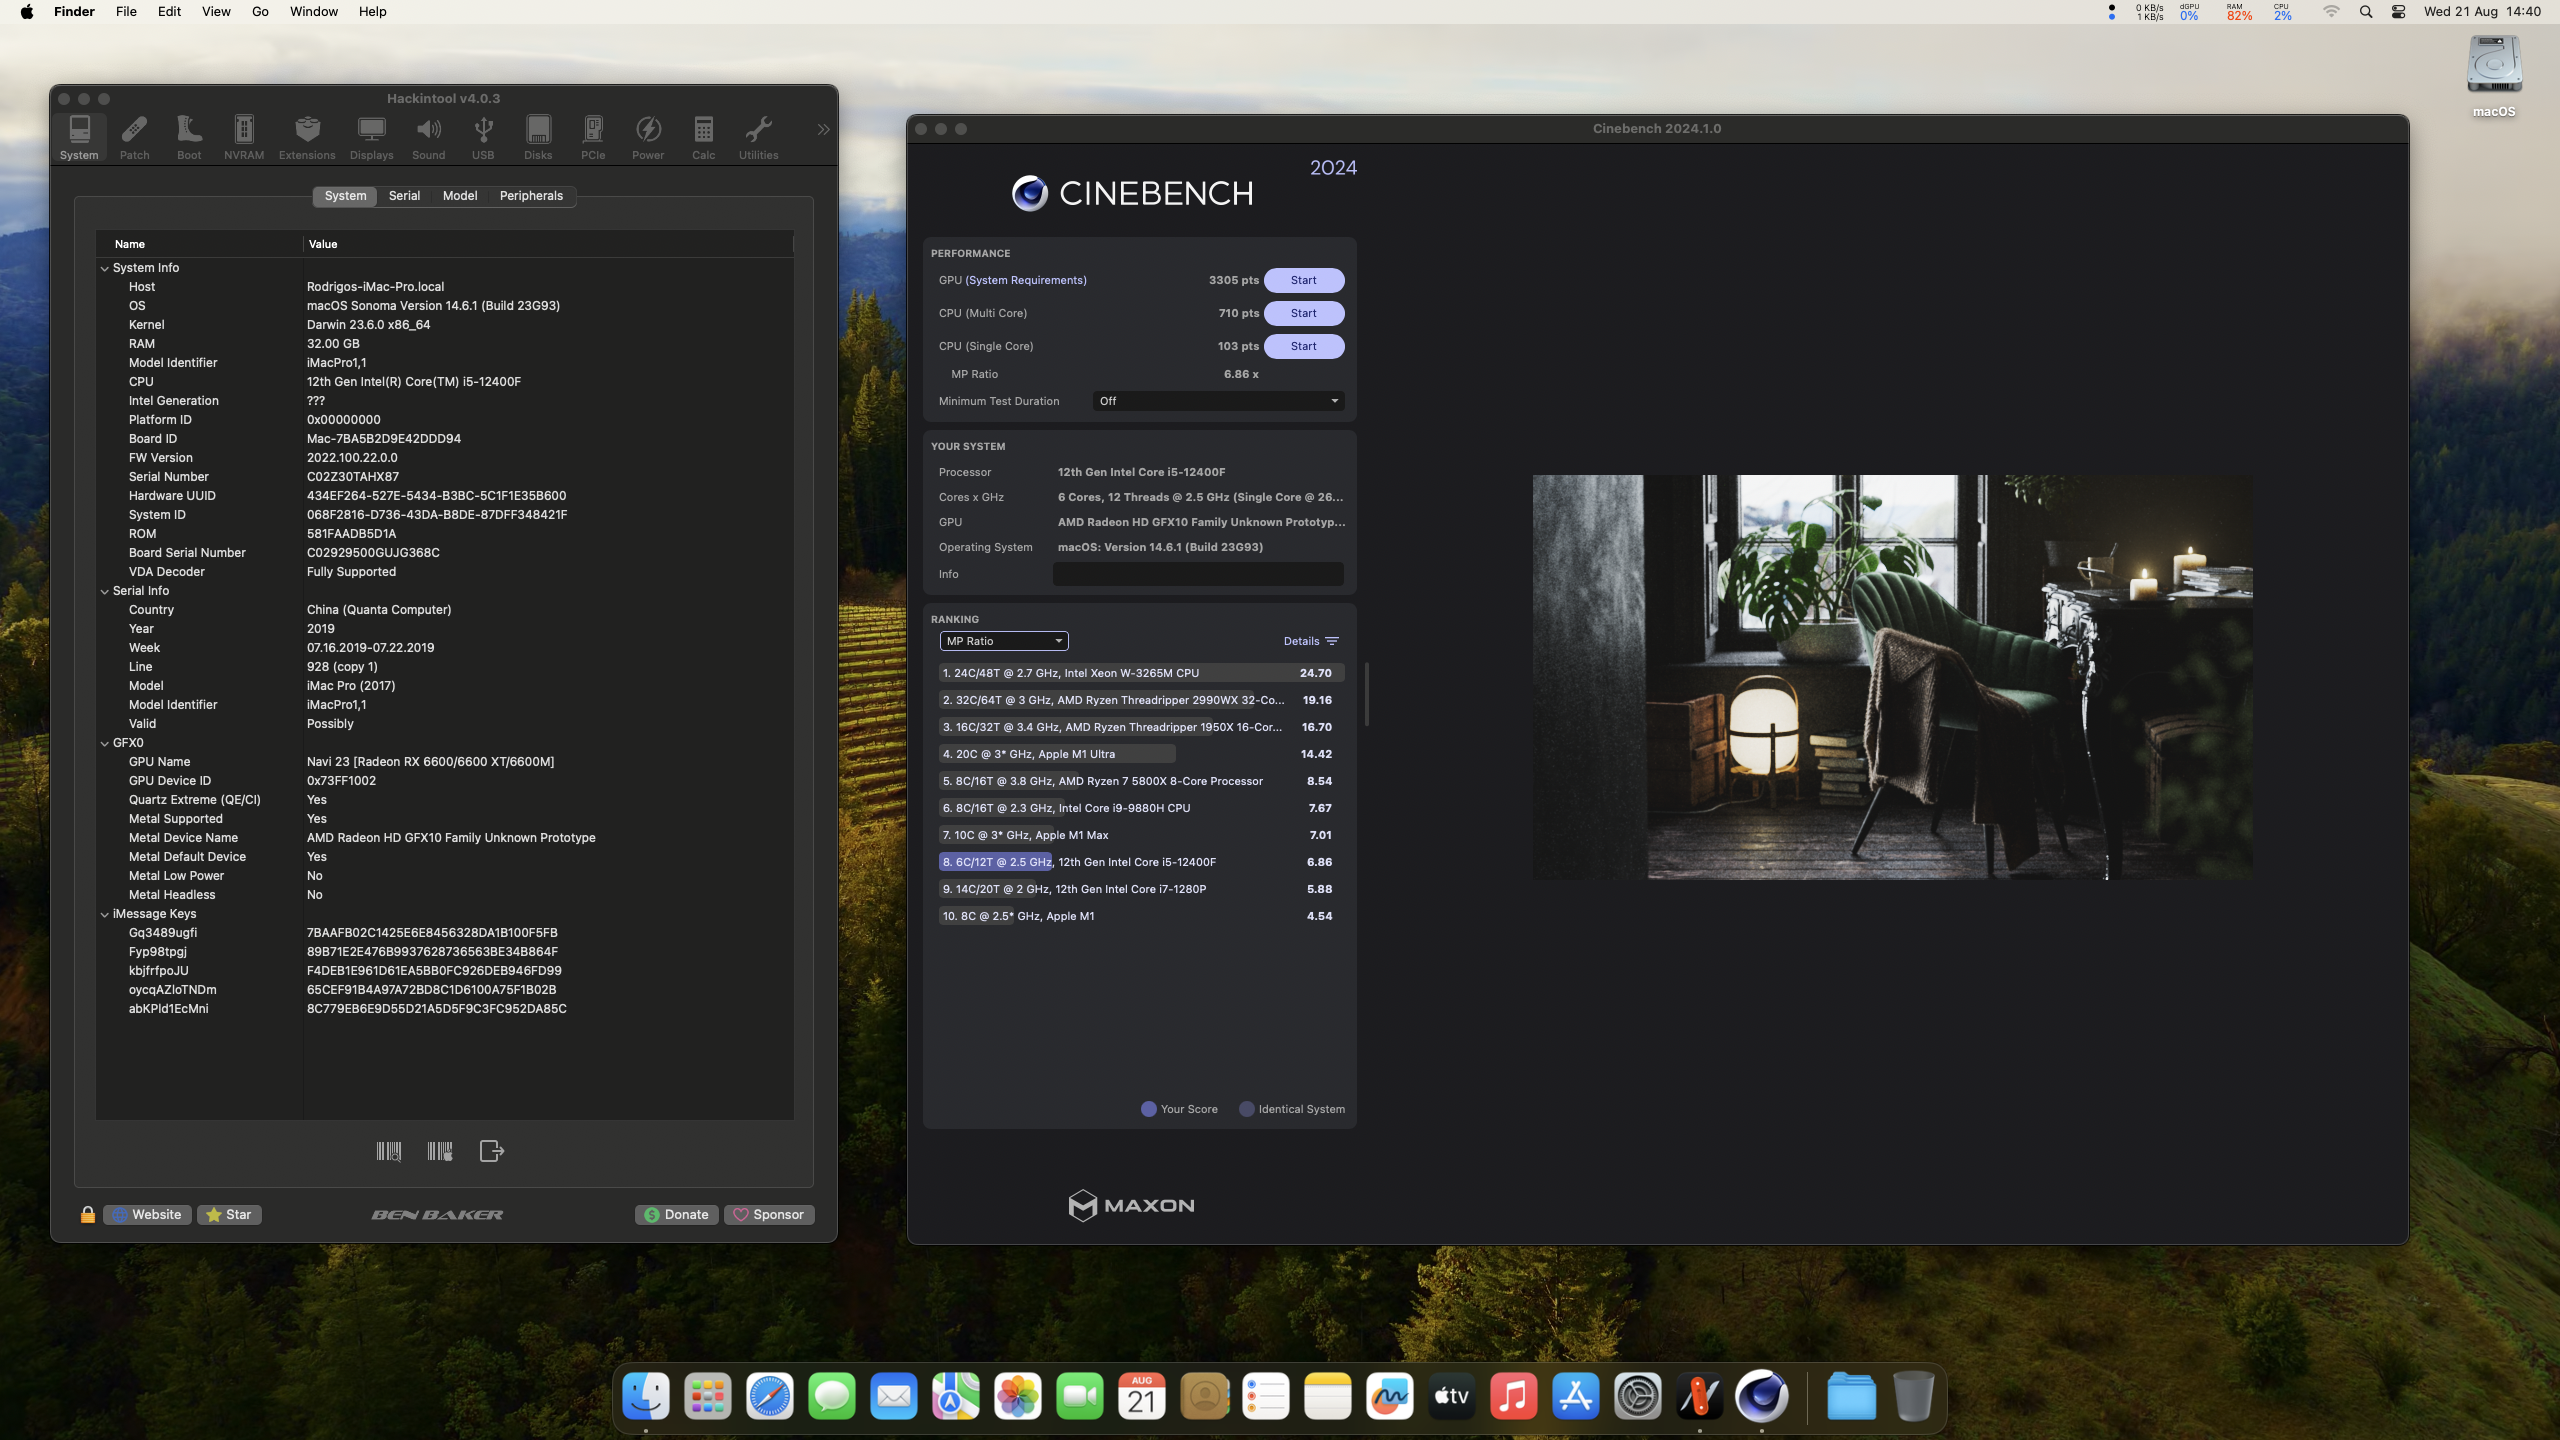 Finder File Edit View Go Window Help
0 KB/s
1 KB/s
dGPU
0%
RAM
82%
CPU
2%
Wed 21 Aug 14:40
macOS
Hackintool v4.0.3
System Patch Boot NVRAM Extensions Displays Sound USB Disks PCIe Power Calc Utilities
System Serial Model Peripherals
Name Value
System Info
Host Rodrigos-iMac-Pro.local
OS macOS Sonoma Version 14.6.1 (Build 23G93)
Kernel Darwin 23.6.0 x86_64
RAM 32.00 GB
Model Identifier iMacPro1,1
CPU 12th Gen Intel(R) Core(TM) i5-12400F
Intel Generation ???
Platform ID 0x00000000
Board ID Mac-7BA5B2D9E42DDD94
FW Version 2022.100.22.0.0
Serial Number C02Z30TAHX87
Hardware UUID 434EF264-527E-5434-B3BC-5C1F1E35B600
System ID 068F2816-D736-43DA-B8DE-87DFF348421F
ROM 581FAADB5D1A
Board Serial Number C02929500GUJG368C
VDA Decoder Fully Supported
Serial Info
Country China (Quanta Computer)
Year 2019
Week 07.16.2019-07.22.2019
Line 928 (copy 1)
Model iMac Pro (2017)
Model Identifier iMacPro1,1
Valid Possibly
GFX0
GPU Name Navi 23 [Radeon RX 6600/6600 XT/6600M]
GPU Device ID 0x73FF1002
Quartz Extreme (QE/CI) Yes
Metal Supported Yes
Metal Device Name AMD Radeon HD GFX10 Family Unknown Prototype
Metal Default Device Yes
Metal Low Power No
Metal Headless No
iMessage Keys
Gq3489ugfi 7BAAFB02C1425E6E8456328DA1B100F5FB
Fyp98tpgj 89B71E2E476B9937628736563BE34B864F
kbjfrfpoJU F4DEB1E961D61EA5BB0FC926DEB946FD99
oycqAZloTNDm 65CEF91B4A97A72BD8C1D6100A75F1B02B
abKPld1EcMni 8C779EB6E9D55D21A5D5F9C3FC952DA85C
Website Star BEN BAKER Donate Sponsor
Cinebench 2024.1.0
2024
CINEBENCH
PERFORMANCE
GPU (System Requirements) 3305 pts Start
CPU (Multi Core) 710 pts Start
CPU (Single Core) 103 pts Start
MP Ratio 6.86 x
Minimum Test Duration Off
YOUR SYSTEM
Processor 12th Gen Intel Core i5-12400F
Cores x GHz 6 Cores, 12 Threads @ 2.5 GHz (Single Core @ 26...
GPU AMD Radeon HD GFX10 Family Unknown Prototyp...
Operating System macOS: Version 14.6.1 (Build 23G93)
Info
RANKING
MP Ratio Details
1. 24C/48T @ 2.7 GHz, Intel Xeon W-3265M CPU 24.70
2. 32C/64T @ 3 GHz, AMD Ryzen Threadripper 2990WX 32-Co... 19.16
3. 16C/32T @ 3.4 GHz, AMD Ryzen Threadripper 1950X 16-Cor... 16.70
4. 20C @ 3* GHz, Apple M1 Ultra 14.42
5. 8C/16T @ 3.8 GHz, AMD Ryzen 7 5800X 8-Core Processor 8.54
6. 8C/16T @ 2.3 GHz, Intel Core i9-9880H CPU 7.67
7. 10C @ 3* GHz, Apple M1 Max 7.01
8. 6C/12T @ 2.5 GHz, 12th Gen Intel Core i5-12400F 6.86
9. 14C/20T @ 2 GHz, 12th Gen Intel Core i7-1280P 5.88
10. 8C @ 2.5* GHz, Apple M1 4.54
Your Score Identical System
MAXON
AUG
21
tv